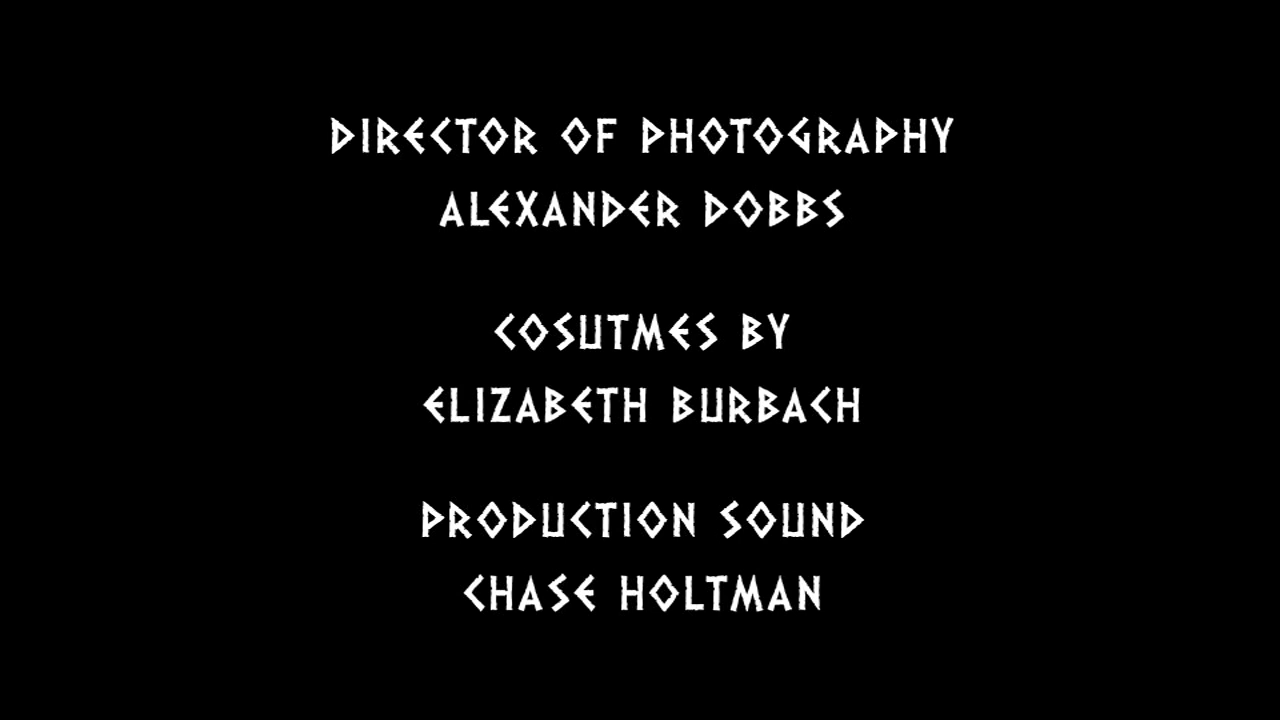 DIRECTOR OF PHOTOGRAPHY
ALEXANDER DOBBS
COSUTMES BY
ELIZABETH BURBACH
PRODUCTION SOUND
CHASE HOLTMAN